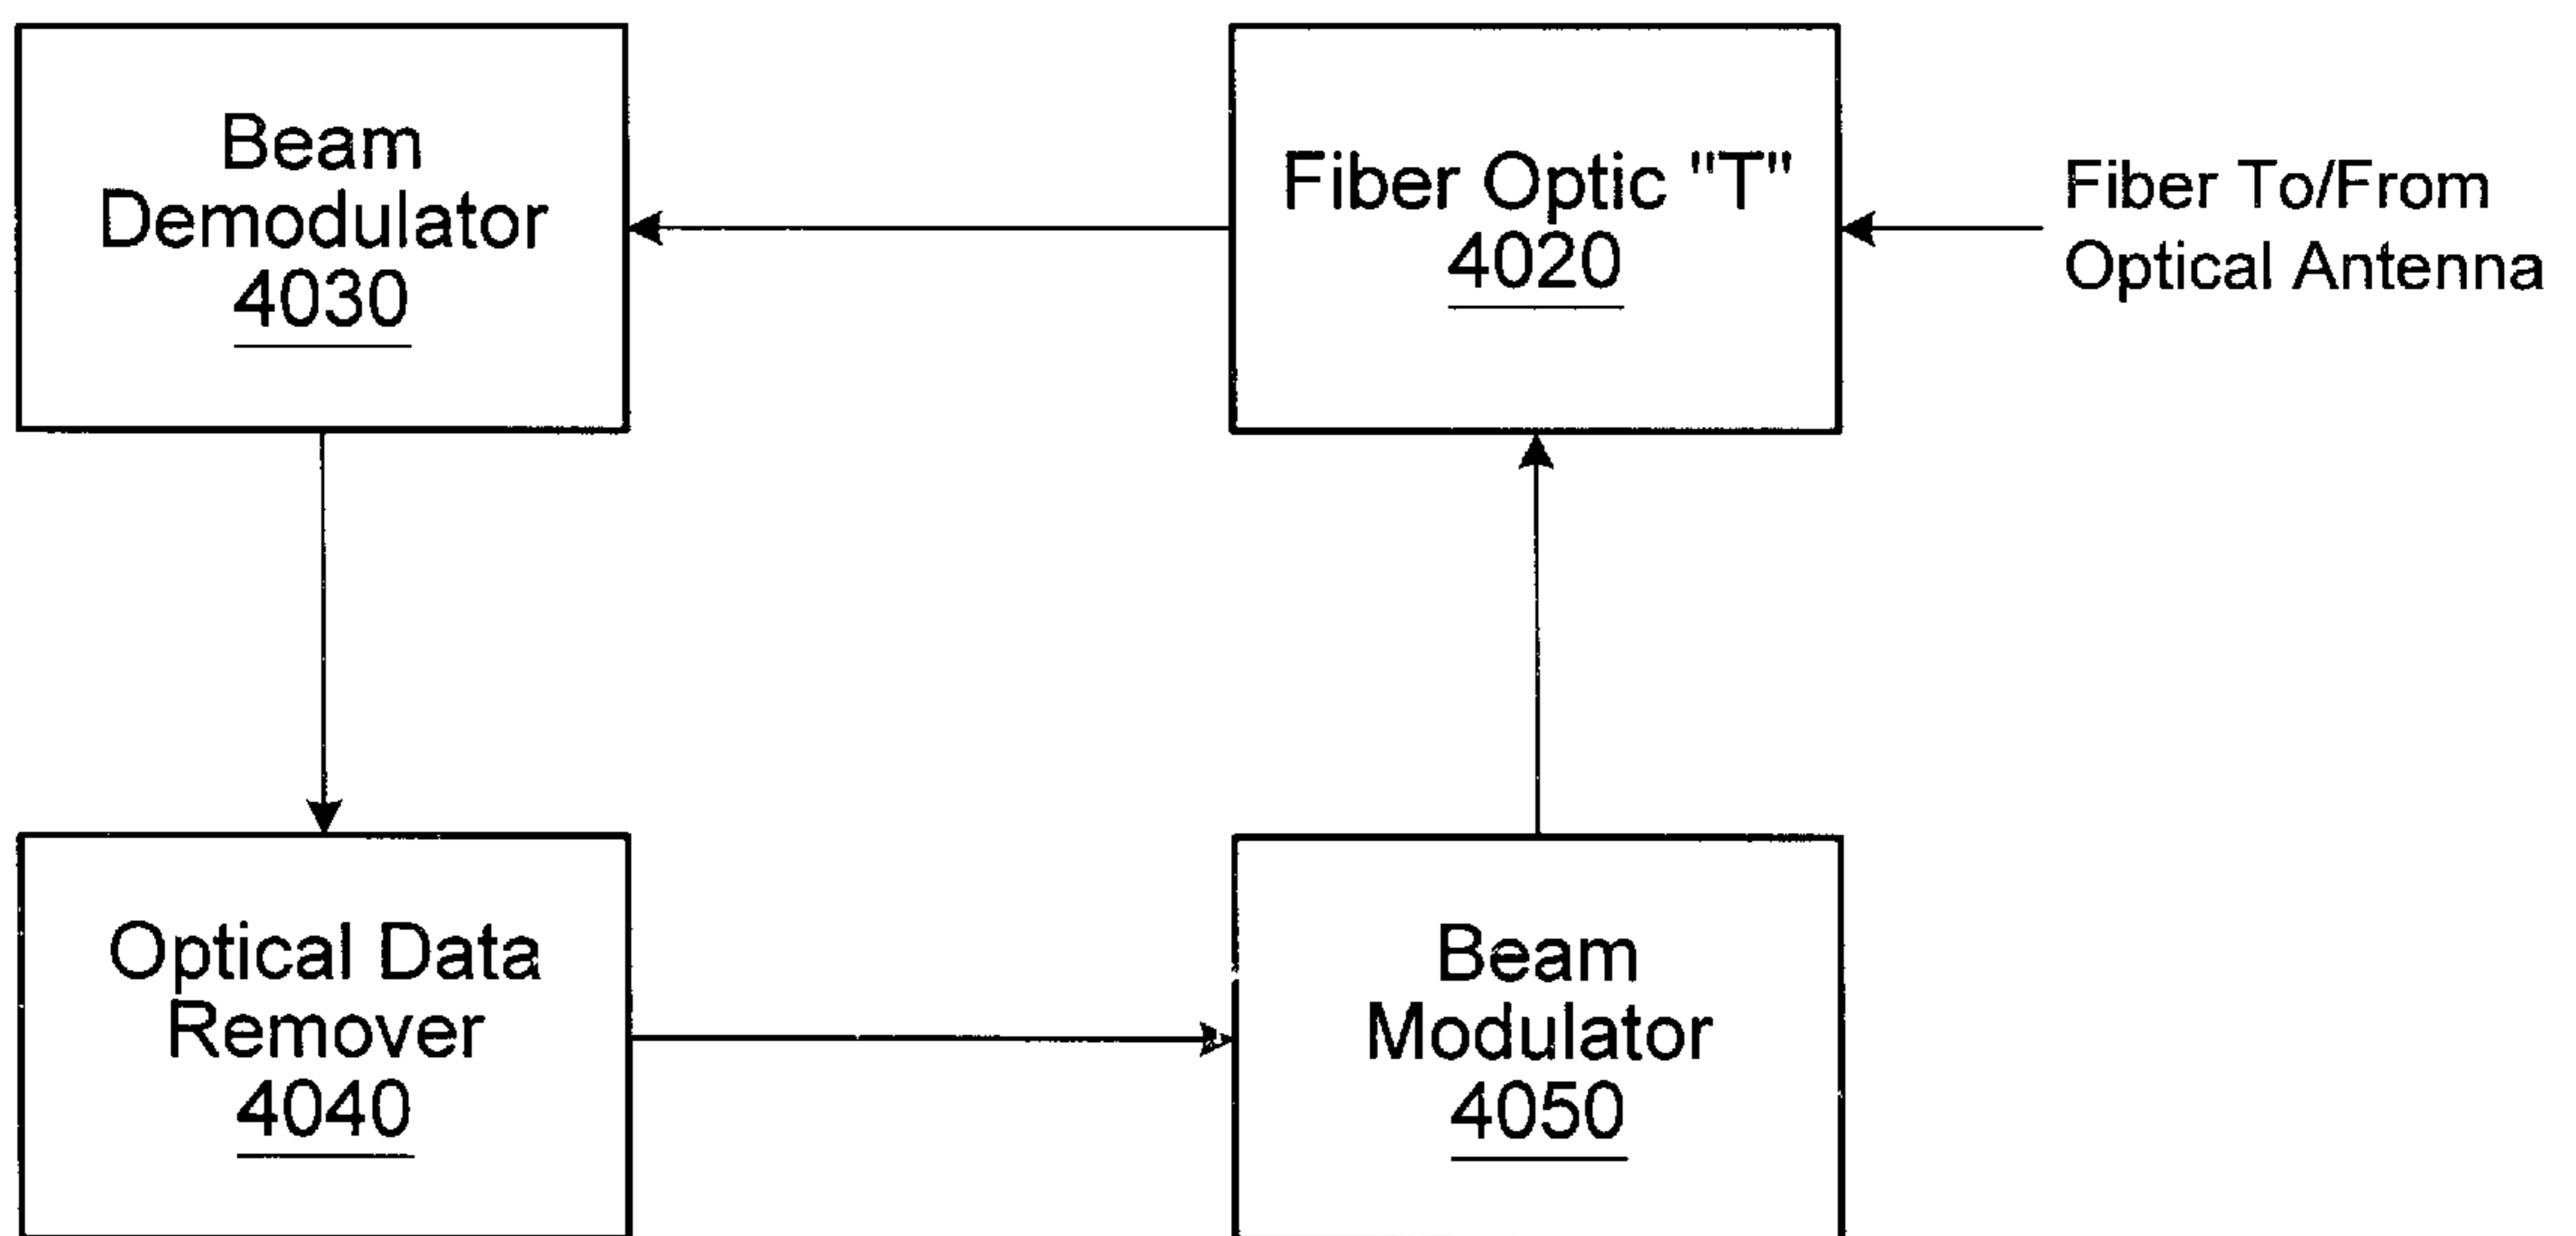 Beam
Demodulator
4030
Fiber Optic "T"
4020
Fiber To/From
Optical Antenna
Optical Data
Remover
4040
Beam
Modulator
4050